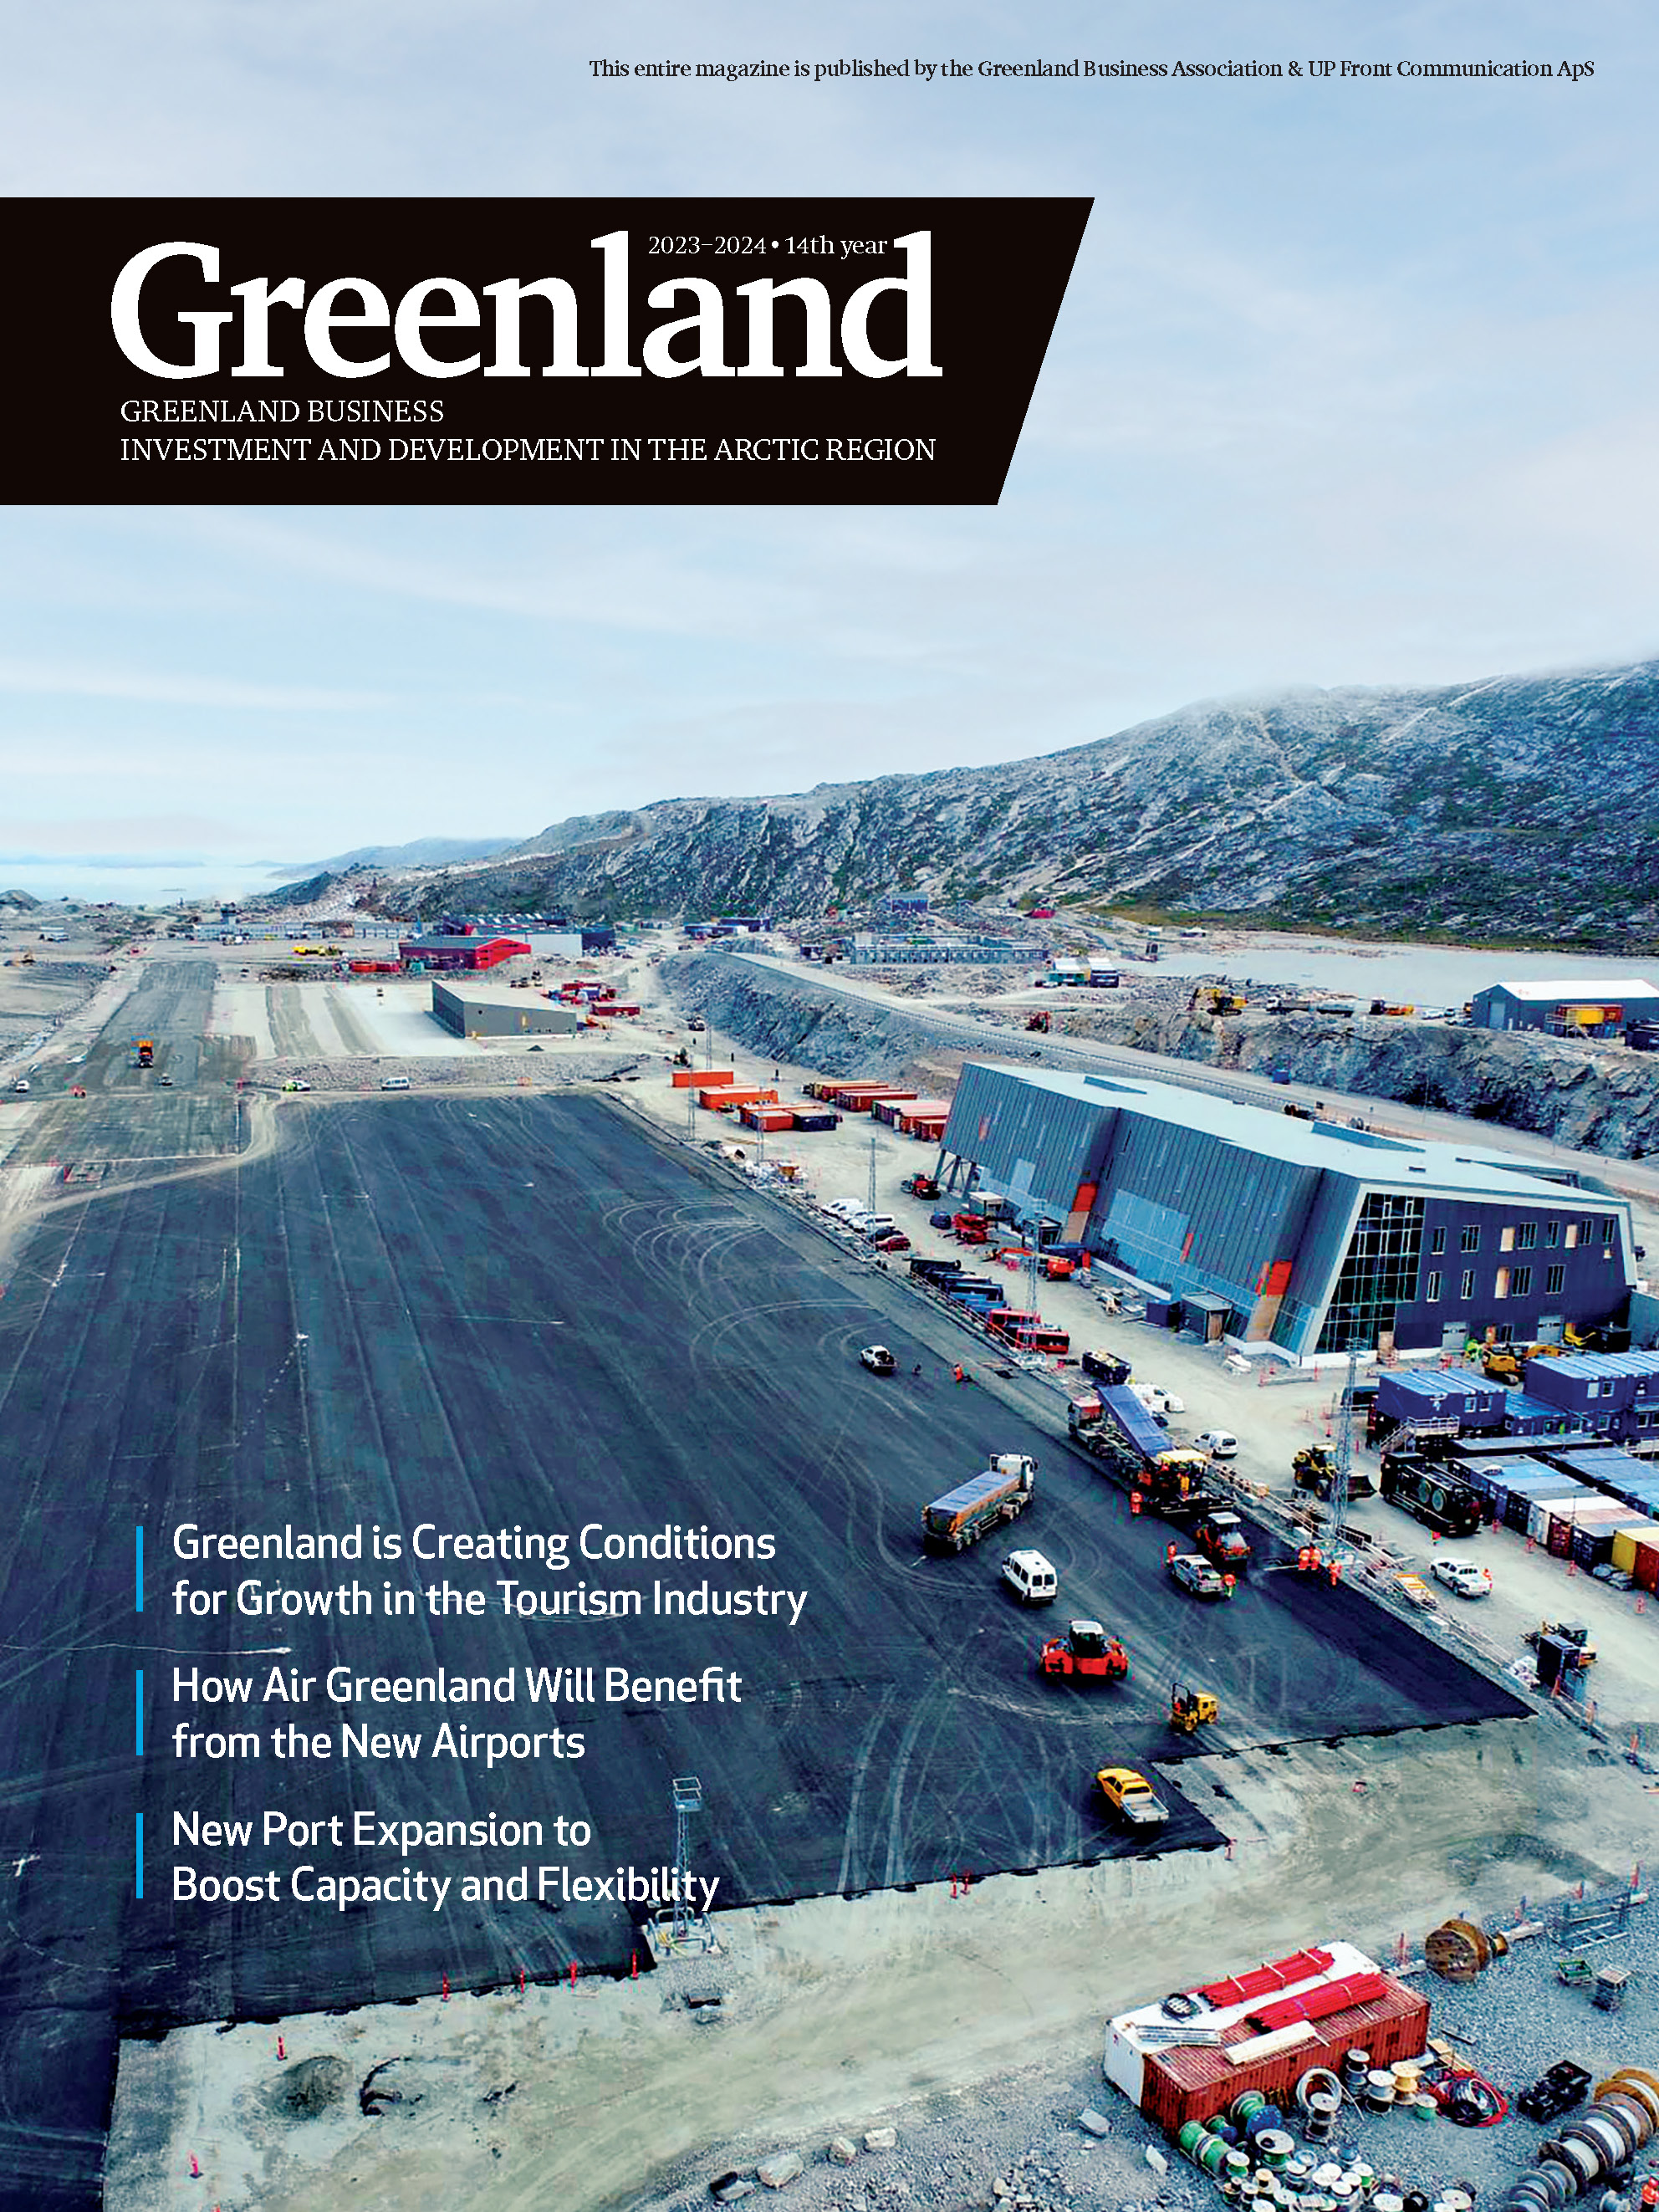 This entire magazine is published by the Greenland Business Association & UP Front Communication ApS
2023–2024 • 14th year
Greenland
GREENLAND BUSINESS
INVESTMENT AND DEVELOPMENT IN THE ARCTIC REGION
Greenland is Creating Conditions
for Growth in the Tourism Industry
How Air Greenland Will Benefit
from the New Airports
New Port Expansion to
Boost Capacity and Flexibility